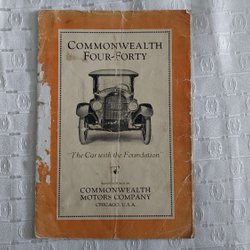 COMMONWEALTH
FOUR-FORTY
"The Car with the Foundation"
COMMONWEALTH
MOTORS COMPANY
CHICAGO, U.S.A.